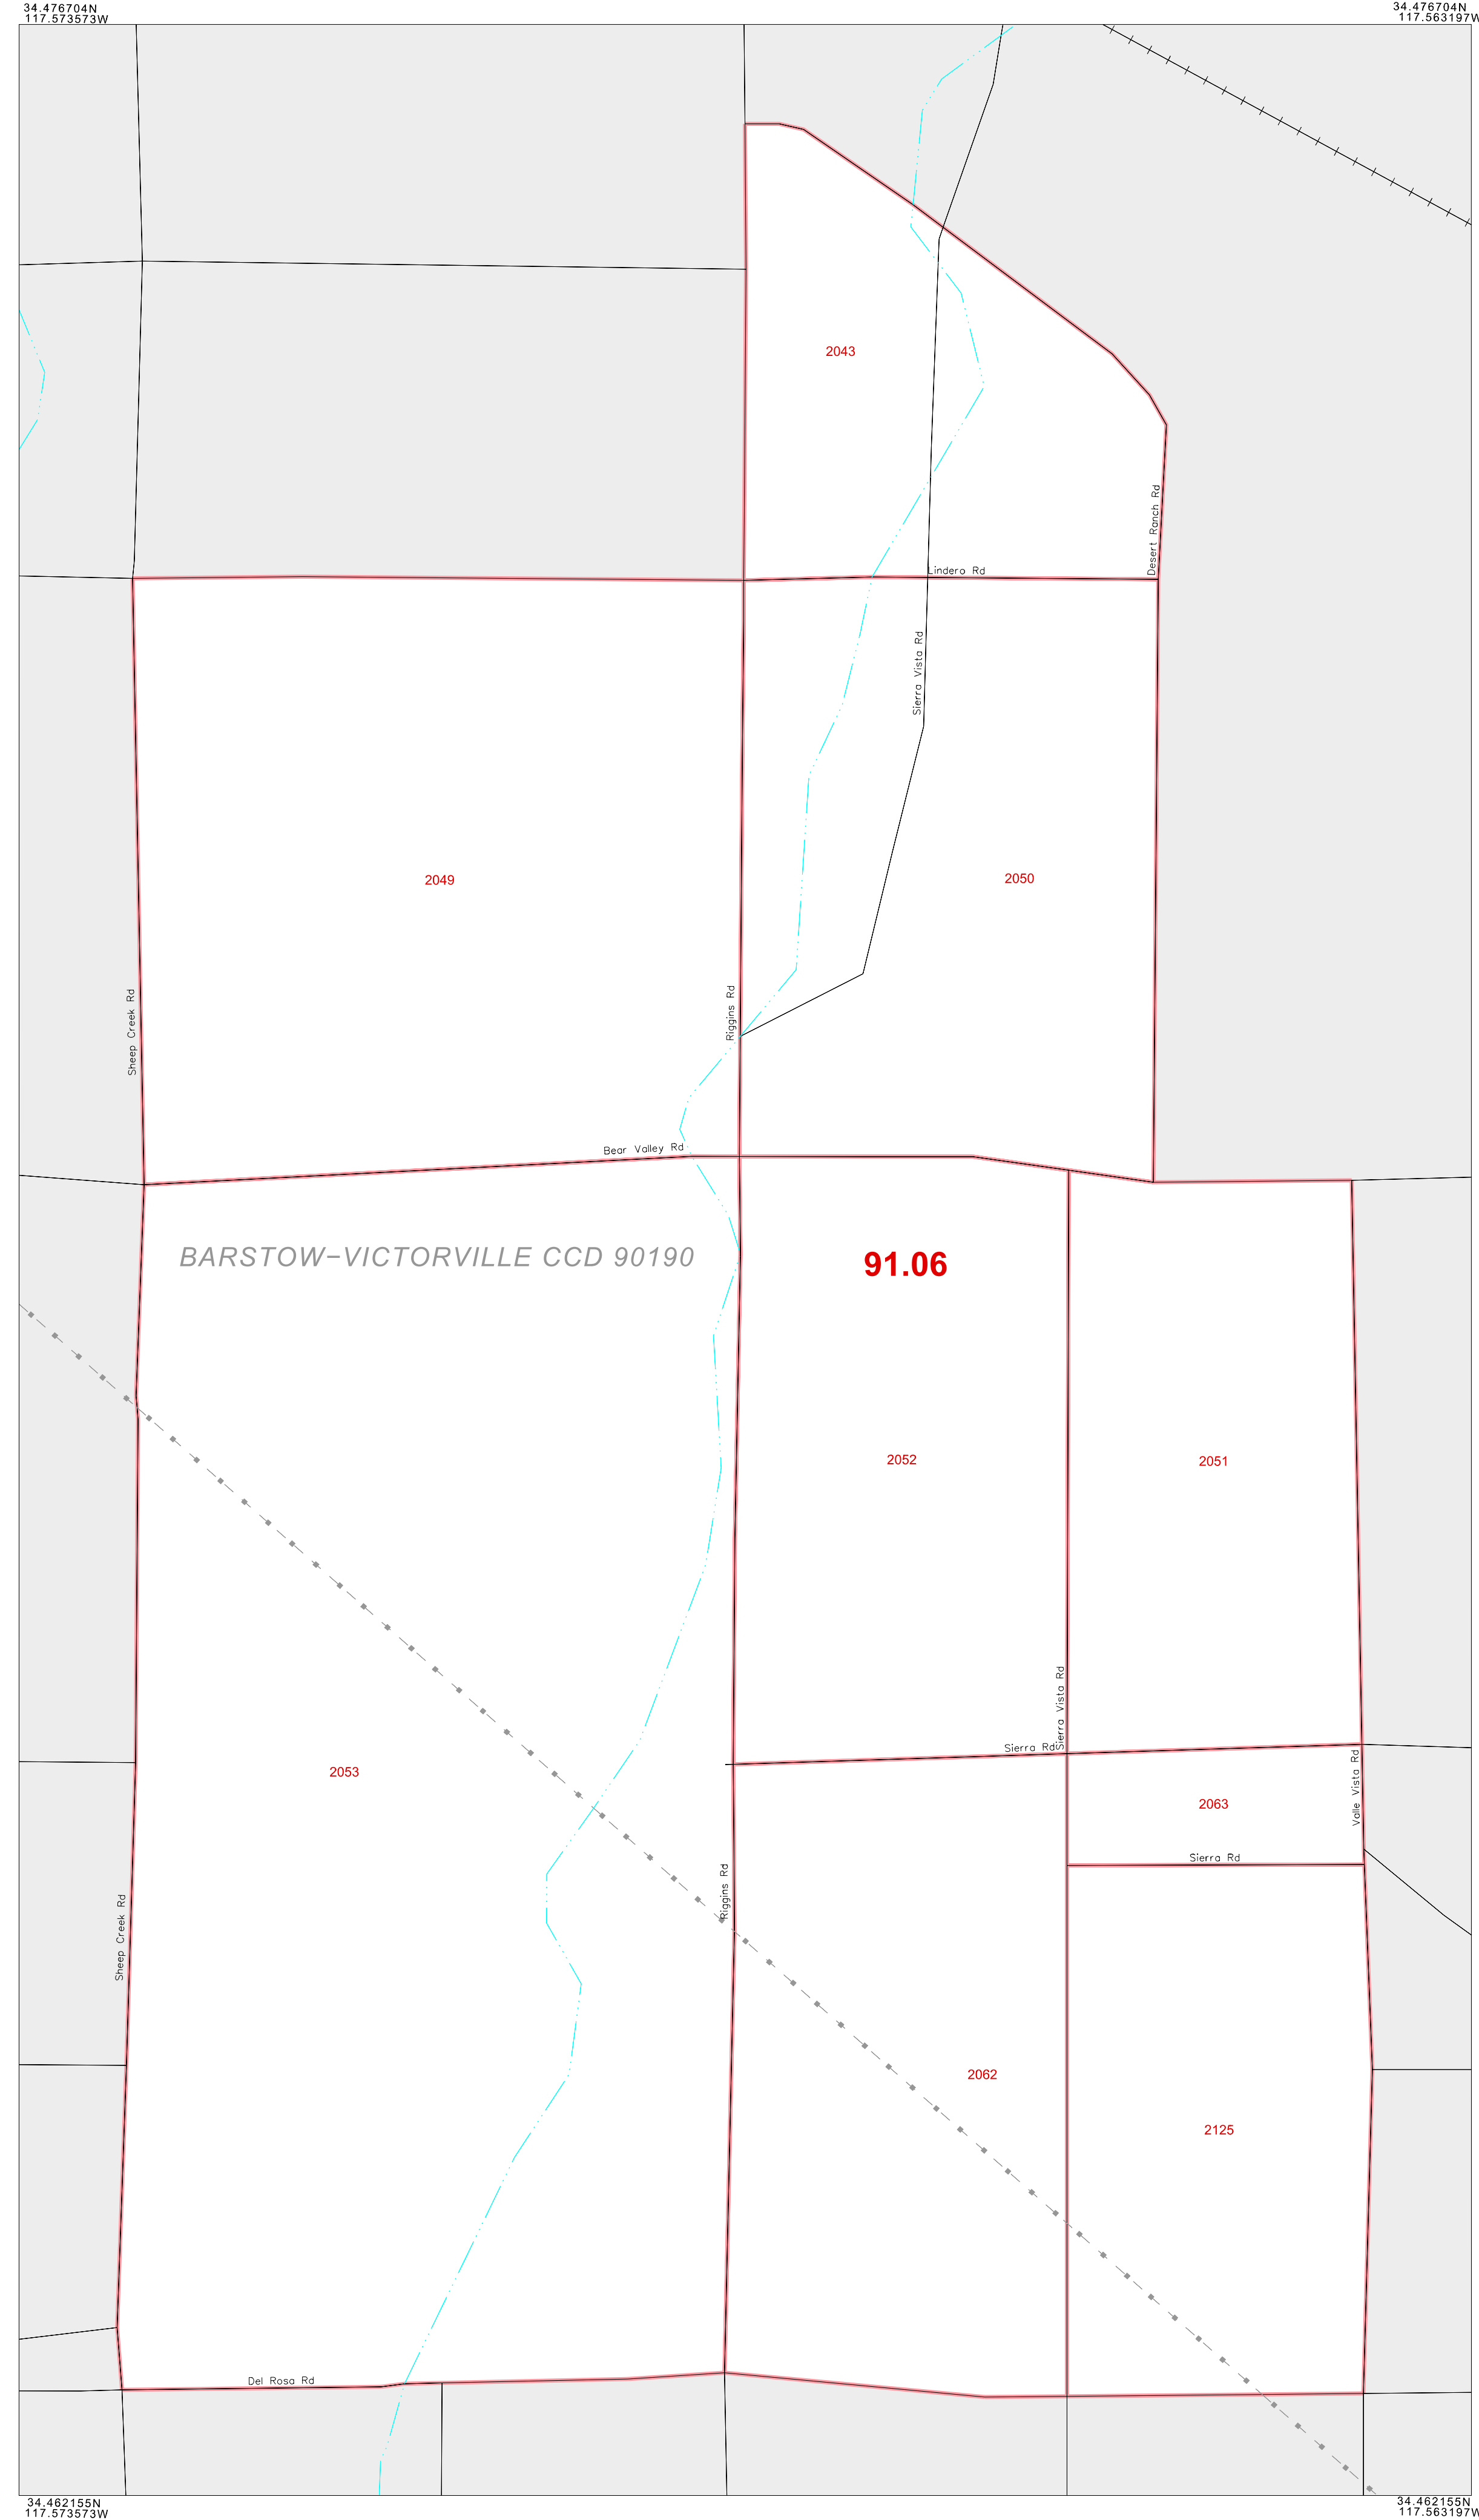 34.476704N
117.573573W
34.476704N
117.563197W
2043
Desert Ranch Rd
Lindero Rd
Sierra Vista Rd
2049
2050
Sheep Creek Rd
Riggins Rd
Bear Valley Rd
BARSTOW-VICTORVILLE CCD 90190
91.06
2052
2051
Sierra Vista Rd
Sierra Rd
Valle Vista Rd
2053
2063
Sierra Rd
Riggins Rd
Sheep Creek Rd
2062
2125
Del Rosa Rd
34.462155N
117.573573W
34.462155N
117.563197W